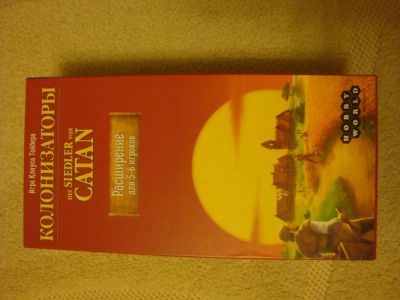 Игра Клауса Тойбера
КОЛОНИЗАТОРЫ
DIE SIEDLER VON
CATAN
Расширение
для 5-6 игроков
HOBBY
WORLD